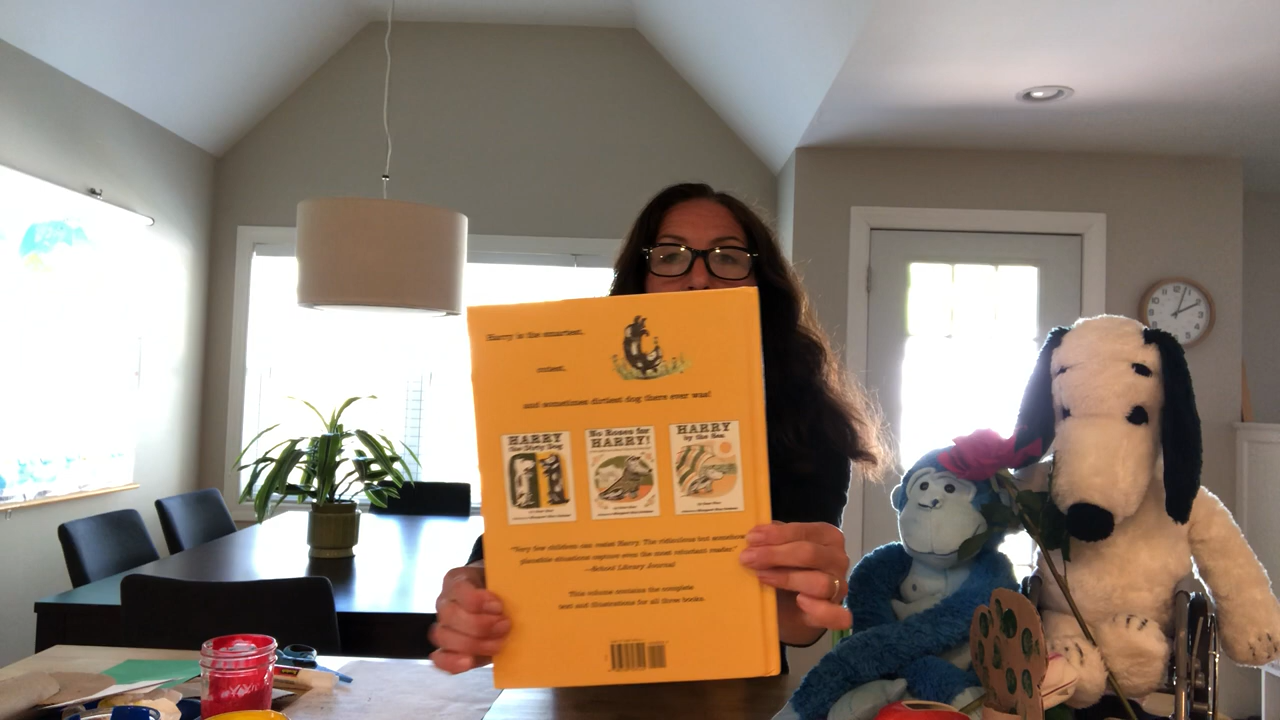 Harry is the smartest,
cutest,
and sometimes dirtiest dog there ever was!
HARRY
the Dirty Dog
No Roses for
HARRY!
HARRY
by the Sea
"Very few children can resist Harry. The ridiculous but somehow
plausible situations capture even the most reluctant reader."
—School Library Journal
This volume contains the complete
text and illustrations for all three books.